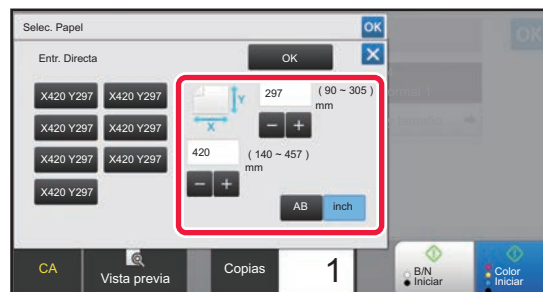 Selec. Papel
OK
OK
Entr. Directa
OK
X420 Y297 X420 Y297
X420 Y297 X420 Y297
X420 Y297 X420 Y297
X420 Y297
Y
X
297
( 90 ~ 305 )
mm
420
( 140 ~ 457 )
mm
AB inch
CA
Vista previa
Copias
1
B/N
Iniciar
Color
Iniciar